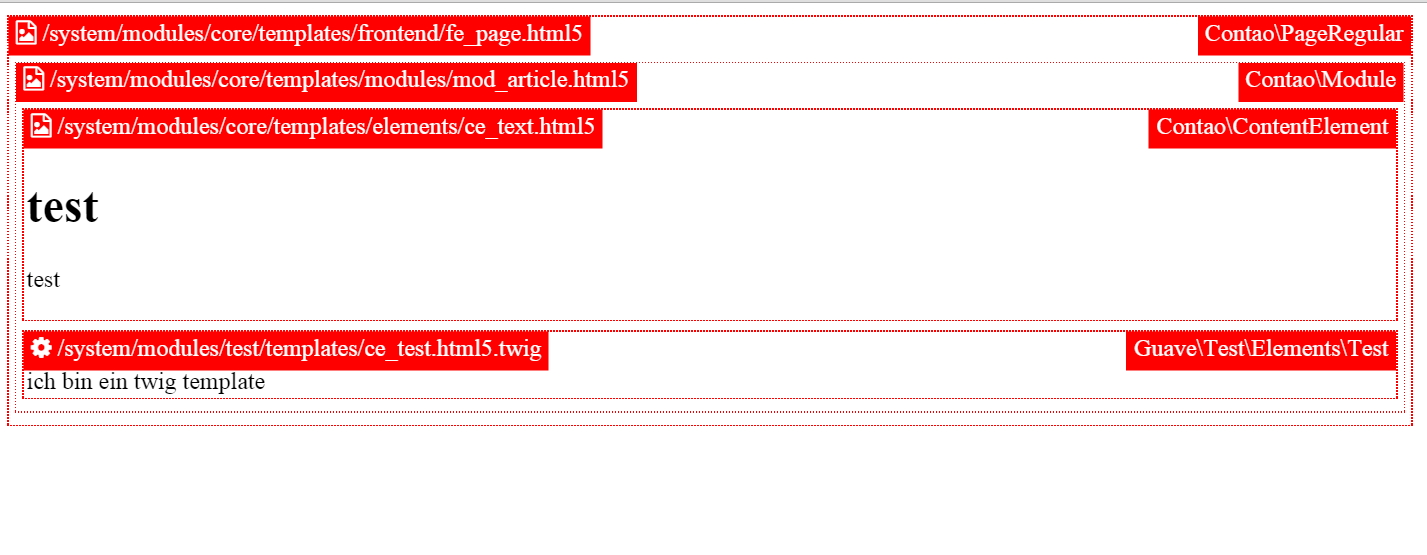 /system/modules/core/templates/frontend/fe_page.html5 Contao\PageRegular
/system/modules/core/templates/modules/mod_article.html5 Contao\Module
/system/modules/core/templates/elements/ce_text.html5 Contao\ContentElement
test
test
/system/modules/test/templates/ce_test.html5.twig Guave\Test\Elements\Test
ich bin ein twig template